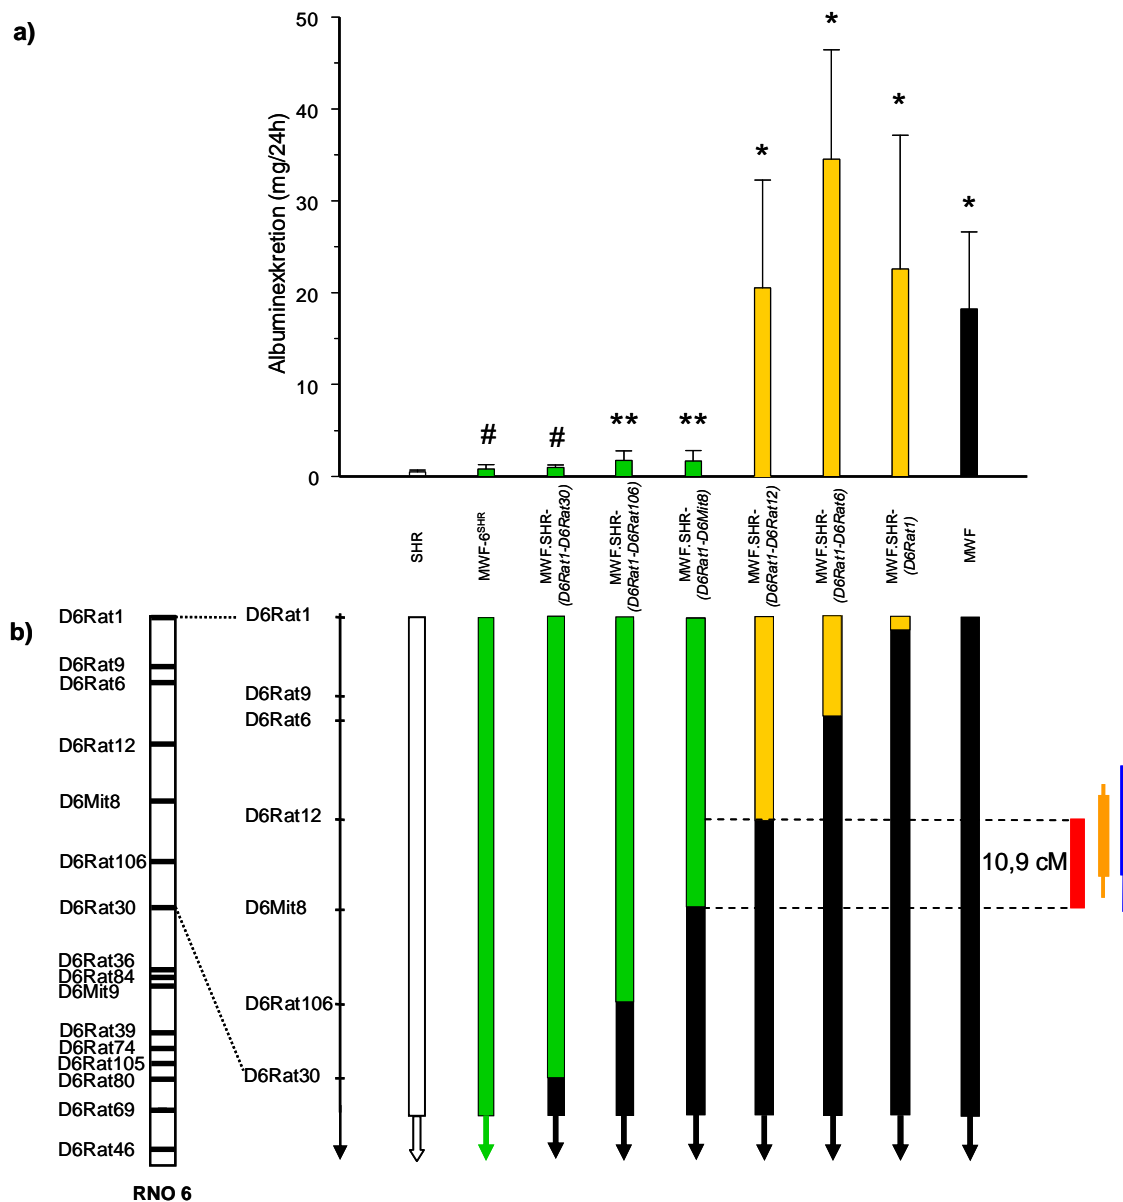 a)
Albuminexkretion (mg/24h)
50
40
30
20
10
0
#
#
**
**
*
*
*
*
SHR
MWF-6SHR
MWF.SHR-
(D6Rat1-D6Rat30)
MWF.SHR-
(D6Rat1-D6Rat106)
MWF.SHR-
(D6Rat1-D6Mit8)
MWF.SHR-
(D6Rat1-D6Rat12)
MWF.SHR-
(D6Rat1-D6Rat6)
MWF.SHR-
(D6Rat1)
MWF
b)
D6Rat1
D6Rat9
D6Rat6
D6Rat12
D6Mit8
D6Rat106
D6Rat30
D6Rat36
D6Rat84
D6Mit9
D6Rat39
D6Rat74
D6Rat105
D6Rat80
D6Rat69
D6Rat46
RNO 6
D6Rat1
D6Rat9
D6Rat6
D6Rat12
D6Mit8
D6Rat106
D6Rat30
10,9 cM